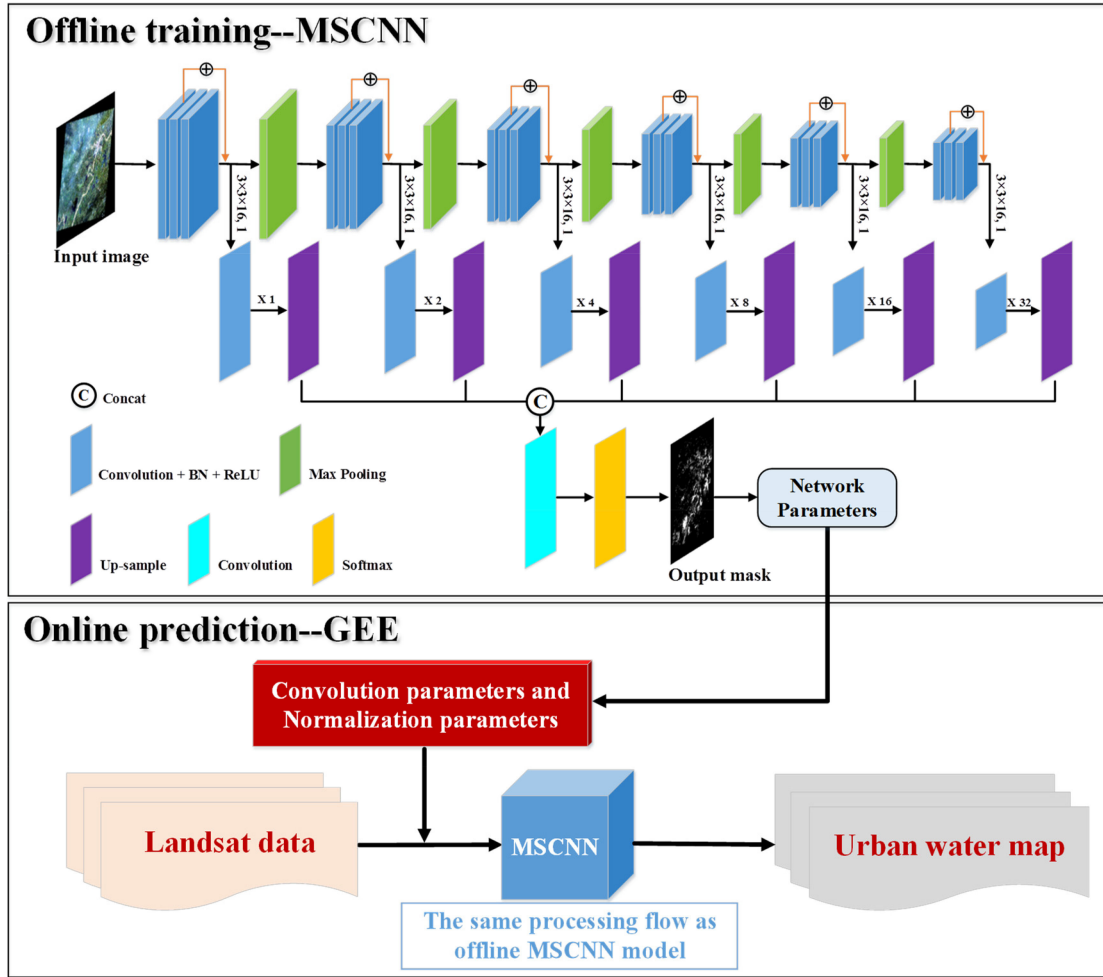 Offline training--MSCNN
Input image
3×3×16, 1
3×3×16, 1
3×3×16, 1
3×3×16, 1
3×3×16, 1
3×3×16, 1
X 1
X 2
X 4
X 8
X 16
X 32
C Concat
C
Convolution + BN + ReLU
Max Pooling
Up-sample
Convolution
Softmax
Output mask
Network
Parameters
Online prediction--GEE
Convolution parameters and
Normalization parameters
Landsat data
MSCNN
Urban water map
The same processing flow as
offline MSCNN model